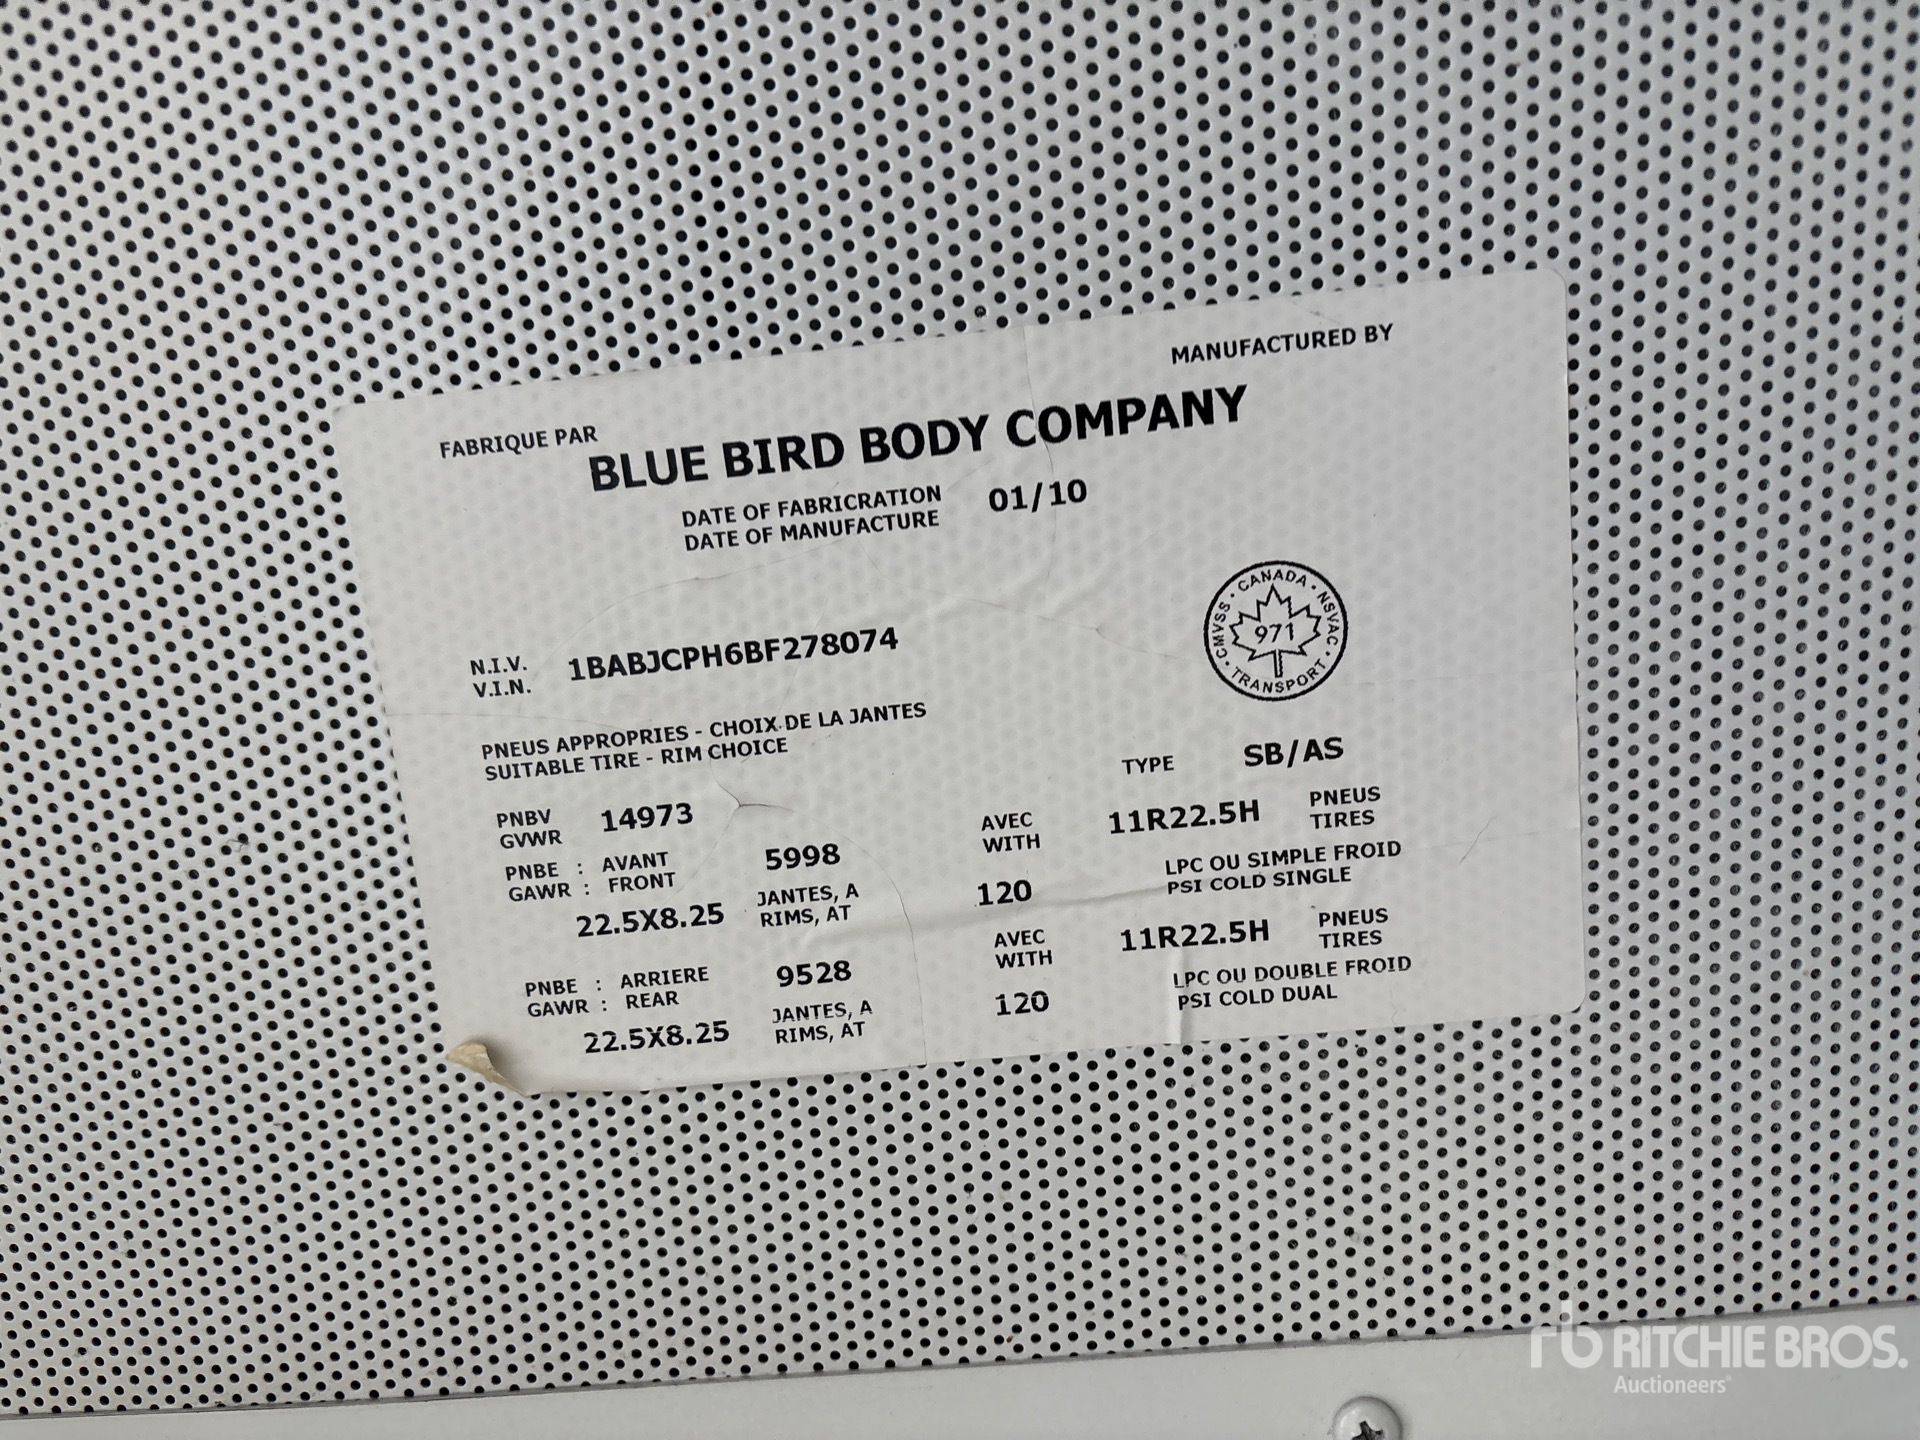 MANUFACTURED BY
FABRIQUE PAR
BLUE BIRD BODY COMPANY
DATE OF FABRICRATION
DATE OF MANUFACTURE
01/10
CMVSS • CANADA • NSVAC • TRANSPORT •
971
N.I.V.
V.I.N.
1BABJCPH6BF278074
PNEUS APPROPRIES - CHOIX DE LA JANTES
SUITABLE TIRE - RIM CHOICE
TYPE SB/AS
PNBV
GVWR
14973
AVEC
WITH
11R22.5H
PNEUS
TIRES
PNBE : AVANT
GAWR : FRONT
5998
LPC OU SIMPLE FROID
PSI COLD SINGLE
22.5X8.25
JANTES, A
RIMS, AT
120
AVEC
WITH
11R22.5H
PNEUS
TIRES
PNBE : ARRIERE
GAWR : REAR
9528
LPC OU DOUBLE FROID
PSI COLD DUAL
22.5X8.25
JANTES, A
RIMS, AT
120
rb RITCHIE BROS.
Auctioneers